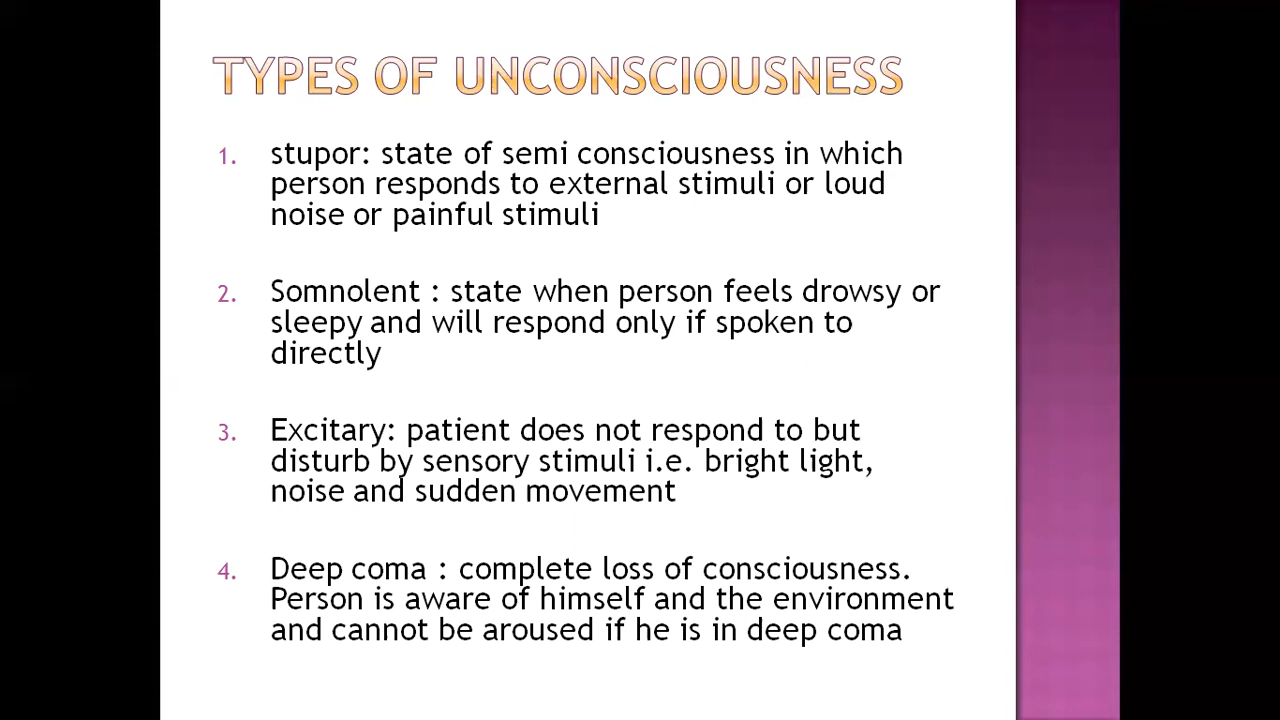 TYPES OF UNCONSCIOUSNESS
1. stupor: state of semi consciousness in which
person responds to external stimuli or loud
noise or painful stimuli
2. Somnolent : state when person feels drowsy or
sleepy and will respond only if spoken to
directly
3. Excitary: patient does not respond to but
disturb by sensory stimuli i.e. bright light,
noise and sudden movement
4. Deep coma : complete loss of consciousness.
Person is aware of himself and the environment
and cannot be aroused if he is in deep coma